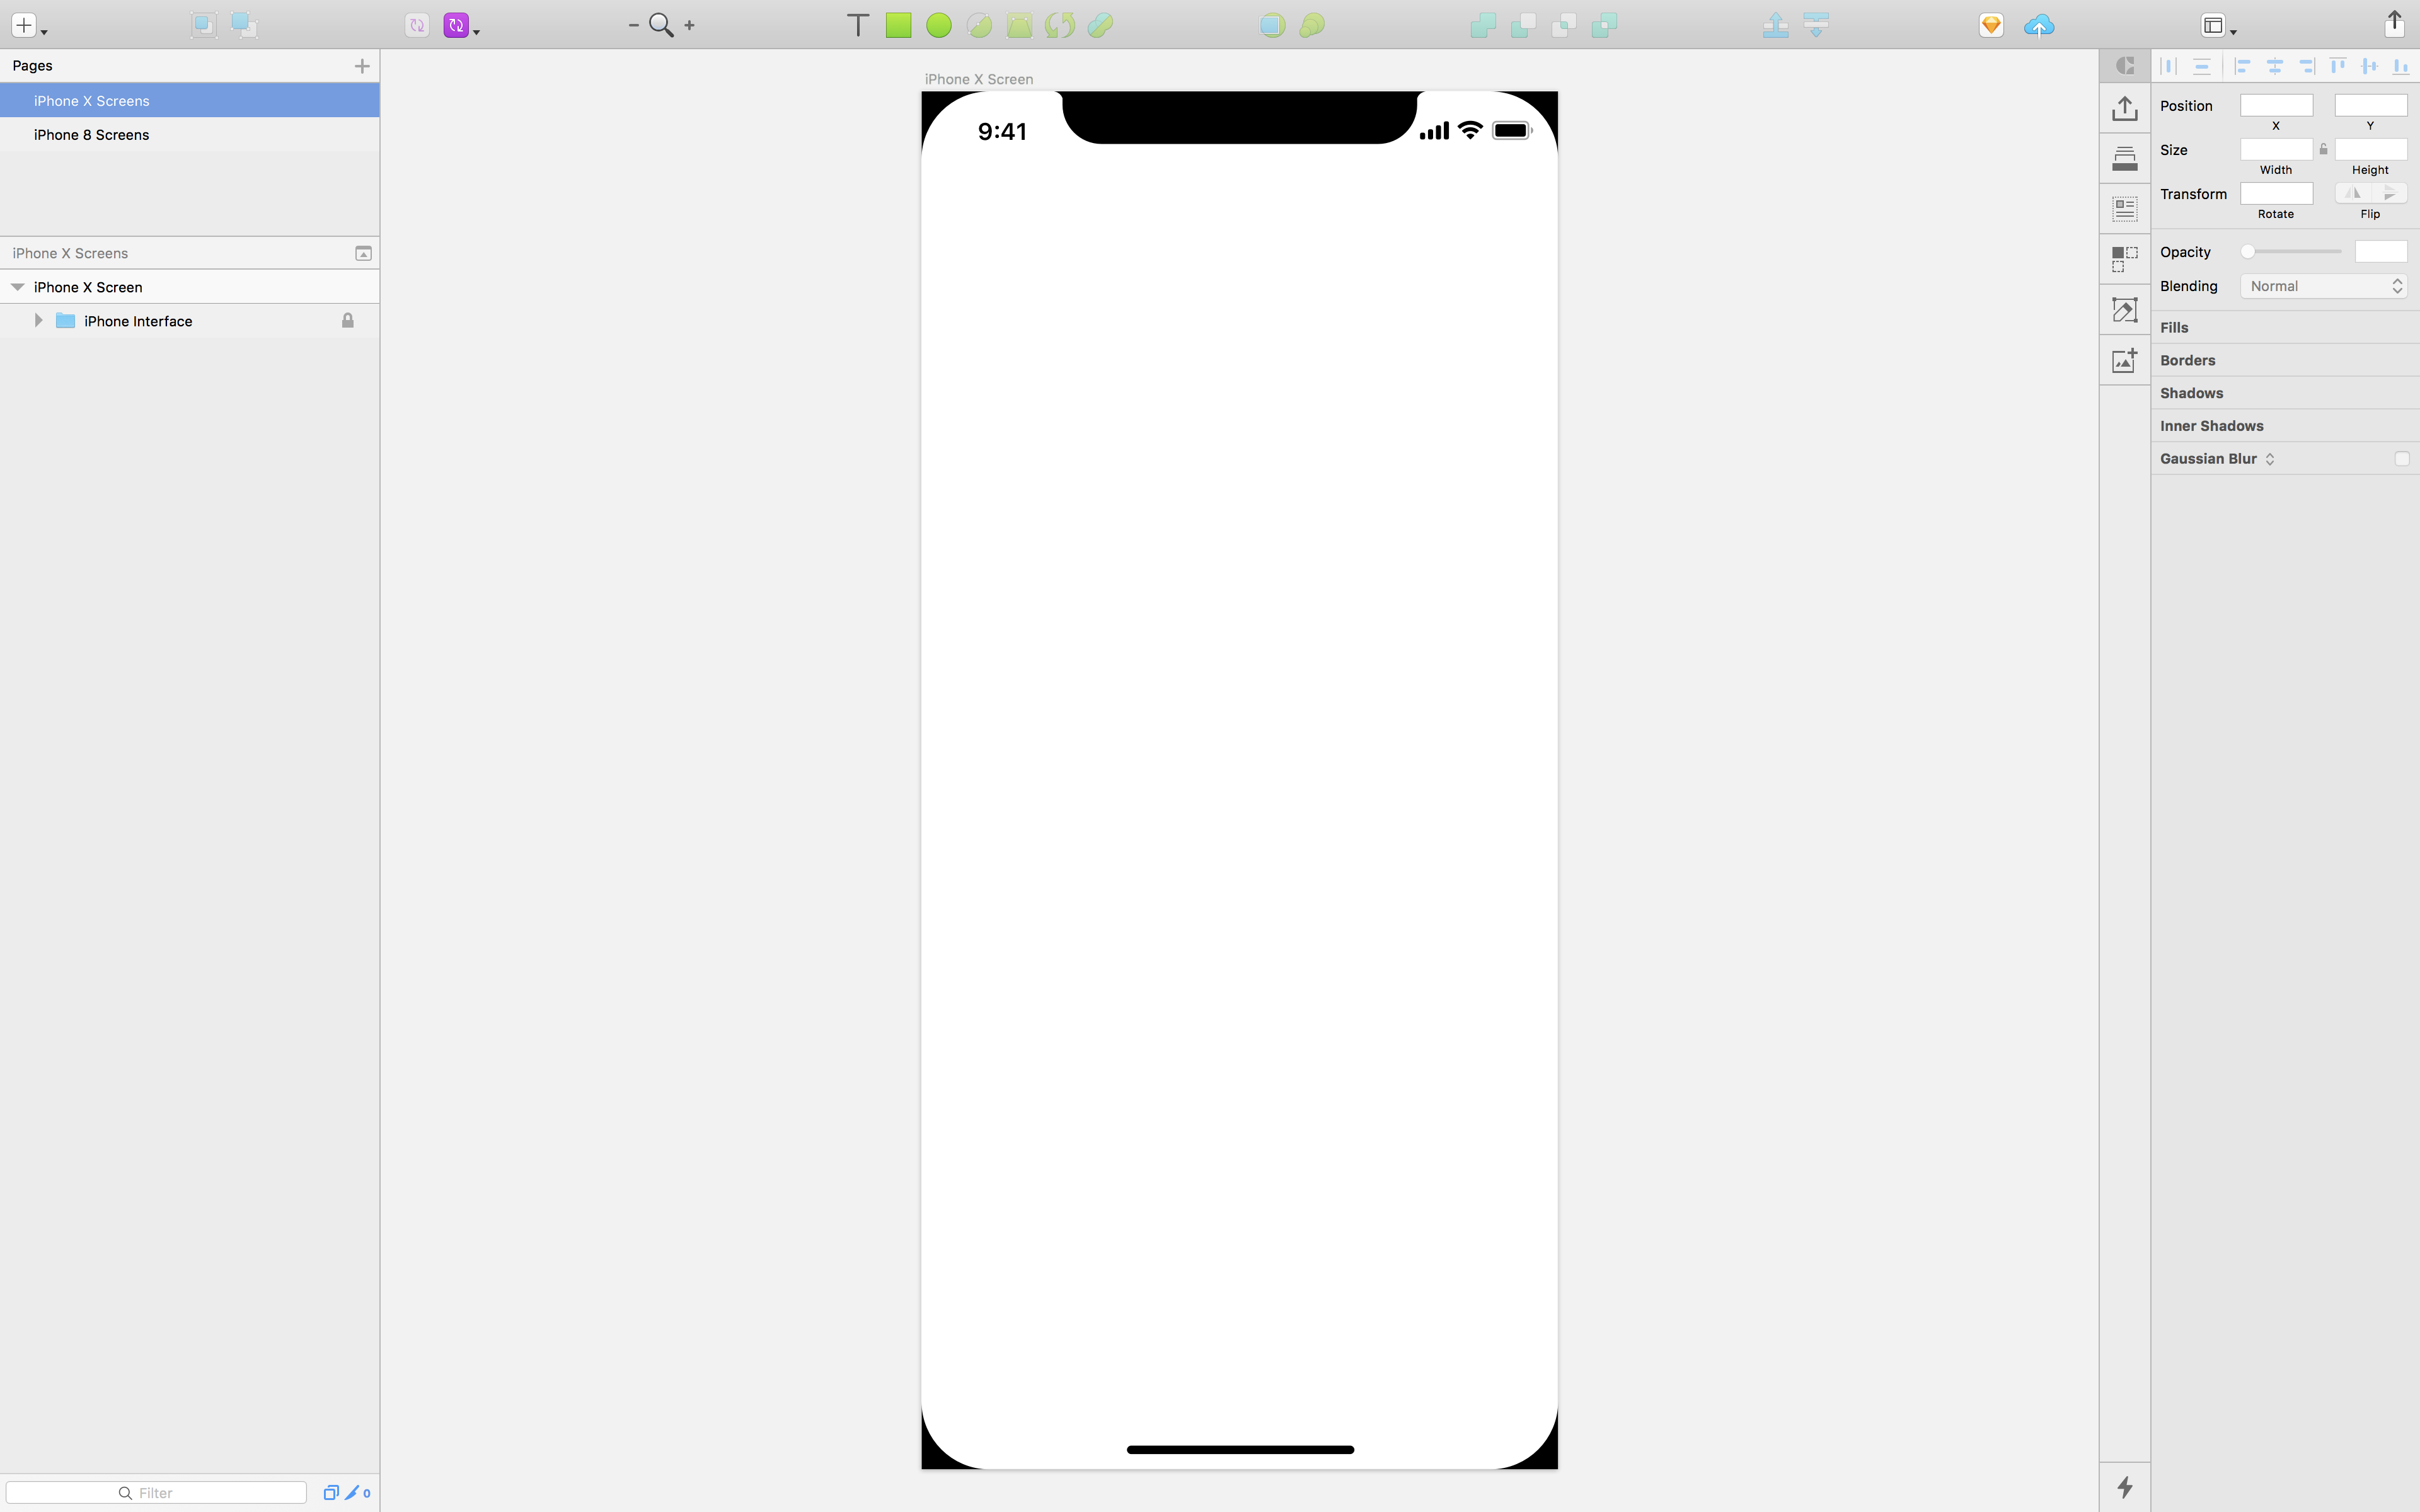 Pages
iPhone X Screens
iPhone 8 Screens
iPhone X Screens
iPhone X Screen
iPhone Interface
Filter
0
iPhone X Screen
9:41
Position
X
Y
Size
Width
Height
Transform
Rotate
Flip
Opacity
Blending
Normal
Fills
Borders
Shadows
Inner Shadows
Gaussian Blur